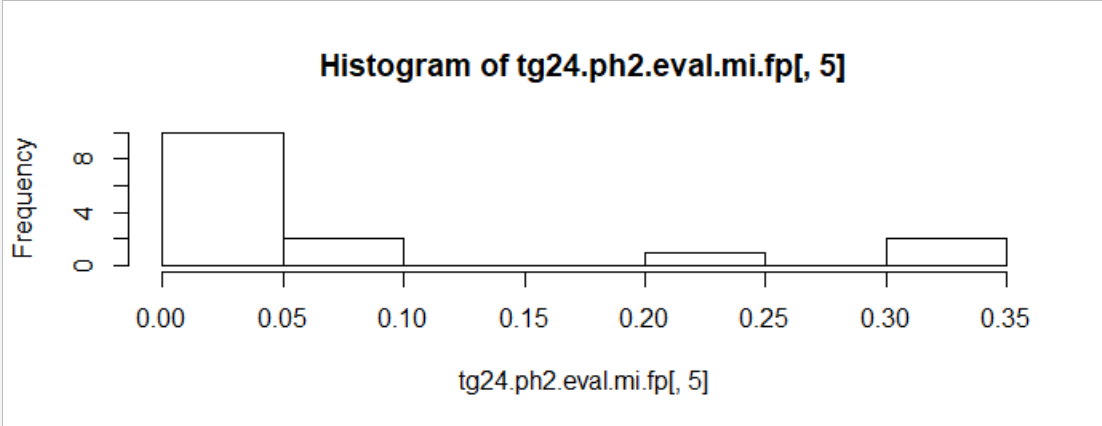 Histogram of tg24.ph2.eval.mi.fp[, 5]
Frequency
8
4
0
0.00 0.05 0.10 0.15 0.20 0.25 0.30 0.35
tg24.ph2.eval.mi.fp[, 5]